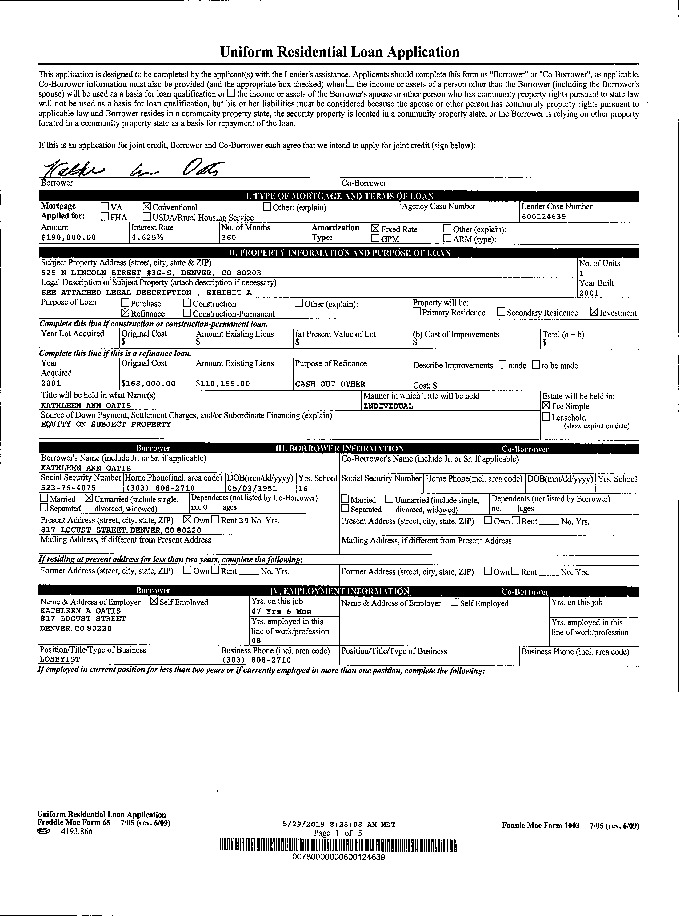 Uniform Residential Loan Application
This application is designed to be completed by the applicant(s) with the Lender's assistance. Applicants should complete this form as "Borrower" or "Co-Borrower", as applicable.
Co-Borrower information must also be provided (and the appropriate box checked) when the income or assets of a person other than the Borrower (including the Borrower's
spouse) will be used as a basis for loan qualification or the income or assets of the Borrower's spouse or other person who has community property rights pursuant to state law
will not be used as a basis for loan qualification, but his or her liabilities must be considered because the spouse or other person has community property rights pursuant to
applicable law and Borrower resides in a community property state, the security property is located in a community property state, or the Borrower is relying on other property
located in a community property state as a basis for repayment of the loan.
If this is an application for joint credit, Borrower and Co-Borrower each agree that we intend to apply for joint credit (sign below):
Borrower Co-Borrower
I. TYPE OF MORTGAGE AND TERMS OF LOAN
Mortgage VA Conventional Other: (explain) Agency Case Number Lender Case Number
Applied for: FHA USDA/Rural Housing Service 600124639
Amount Interest Rate No. of Months Amortization Fixed Rate Other (explain):
$198,000.00 4.625% 360 Type: GPM ARM (type):
II. PROPERTY INFORMATION AND PURPOSE OF LOAN
Subject Property Address (street, city, state & ZIP) No. of Units
925 N LINCOLN STREET , DENVER, CO 80203 1
Legal Description of Subject Property (attach description if necessary) Year Built
SEE ATTACHED LEGAL DESCRIPTION , EXHIBIT A 2001
Purpose of Loan Purchase Construction Other (explain): Property will be:
Refinance Construction-Permanent Primary Residence Secondary Residence Investment
Complete this line if construction or construction-permanent loan.
Year Lot Acquired Original Cost Amount Existing Liens (a) Present Value of Lot (b) Cost of Improvements Total (a + b)
$ $ $ $ $
Complete this line if this is a refinance loan.
Year Original Cost Amount Existing Liens Purpose of Refinance Describe Improvements made to be made
Acquired
2001 $168,000.00 $110,155.00 CASH OUT OTHER Cost: $
Title will be held in what Name(s) Manner in which Title will be held Estate will be held in:
KATHLEEN ANN OATIS INDIVIDUAL Fee Simple
Source of Down Payment, Settlement Charges, and/or Subordinate Financing (explain) Leasehold
EQUITY ON SUBJECT PROPERTY (show expiration date)
Borrower III. BORROWER INFORMATION Co-Borrower
Borrower's Name (include Jr. or Sr. if applicable) Co-Borrower's Name (include Jr. or Sr. if applicable)
KATHLEEN ANN OATIS
Social Security Number Home Phone(incl. area code) DOB(mm/dd/yyyy) Yrs. School Social Security Number Home Phone(incl. area code) DOB(mm/dd/yyyy) Yrs. School
522-76-4075 (303) 808-2710 05/03/1951 16
Married Unmarried (include single, Dependents (not listed by Co-Borrower) Married Unmarried (include single, Dependents (not listed by Borrower)
Separated divorced, widowed) no. 0 ages Separated divorced, widowed) no. ages
Present Address (street, city, state, ZIP) Own Rent 39 No. Yrs. Present Address (street, city, state, ZIP) Own Rent No. Yrs.
817 LOCUST STREET, DENVER, CO 80220
Mailing Address, if different from Present Address Mailing Address, if different from Present Address
If residing at present address for less than two years, complete the following:
Former Address (street, city, state, ZIP) Own Rent No. Yrs. Former Address (street, city, state, ZIP) Own Rent No. Yrs.
Borrower IV. EMPLOYMENT INFORMATION Co-Borrower
Name & Address of Employer Self Employed Yrs. on this job Name & Address of Employer Self Employed Yrs. on this job
KATHLEEN A OATIS 47 Yrs 6 Mos
817 LOCUST STREET Yrs. employed in this Yrs. employed in this
DENVER, CO 80220 line of work/profession line of work/profession
Position/Title/Type of Business Business Phone (incl. area code) Position/Title/Type of Business Business Phone (incl. area code)
LOBBYIST (303) 808-2710
If employed in current position for less than two years or if currently employed in more than one position, complete the following:
Uniform Residential Loan Application
Freddie Mac Form 65 7/05 (rev. 6/09) 5/29/2019 AM MDT Fannie Mae Form 1003 7/05 (rev. 6/09)
4193.866 Page 1 of 5